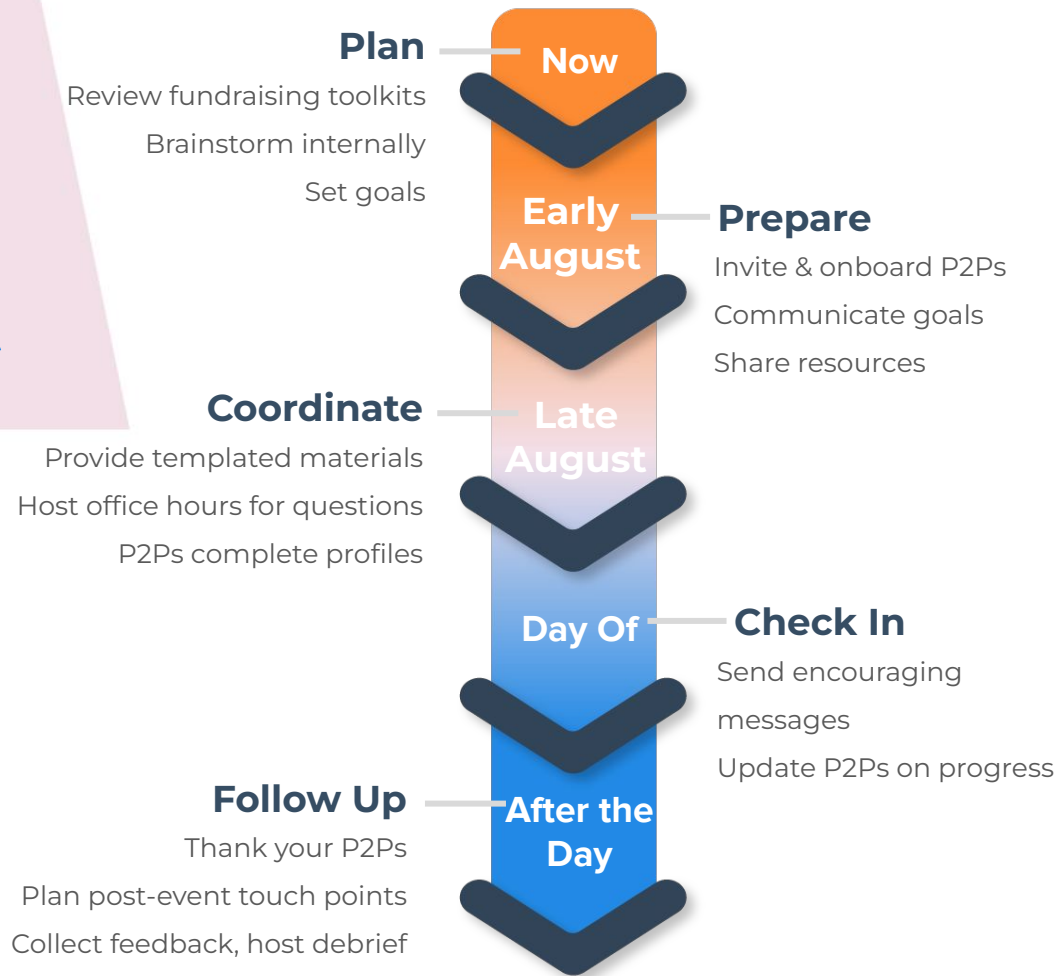 Now
Plan
Review fundraising toolkits
Brainstorm internally
Set goals
Early
August
Prepare
Invite & onboard P2Ps
Communicate goals
Share resources
Late
August
Coordinate
Provide templated materials
Host office hours for questions
P2Ps complete profiles
Day Of
Check In
Send encouraging
messages
Update P2Ps on progress
After the
Day
Follow Up
Thank your P2Ps
Plan post-event touch points
Collect feedback, host debrief